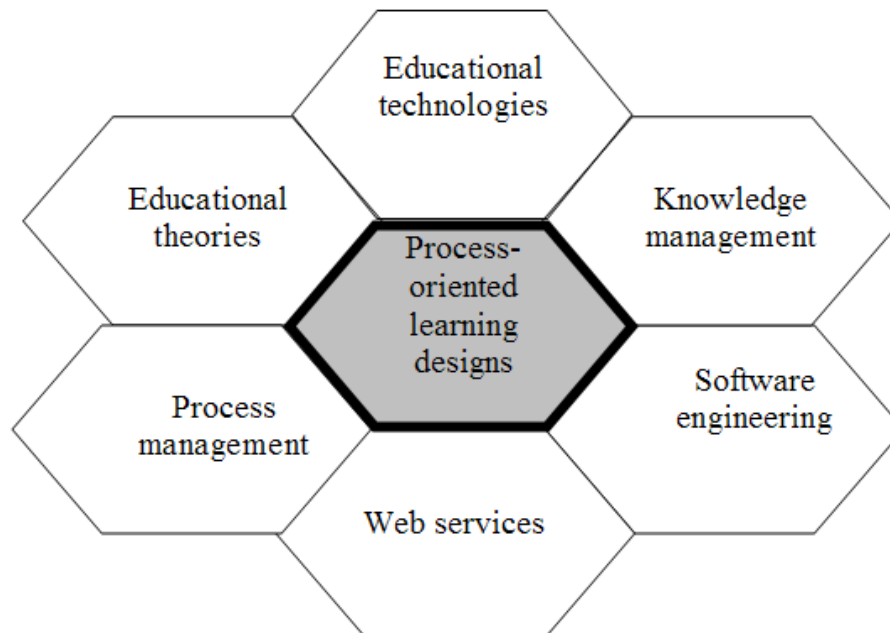 Educational
technologies
Educational
theories
Knowledge
management
Process-
oriented
learning
designs
Process
management
Software
engineering
Web services